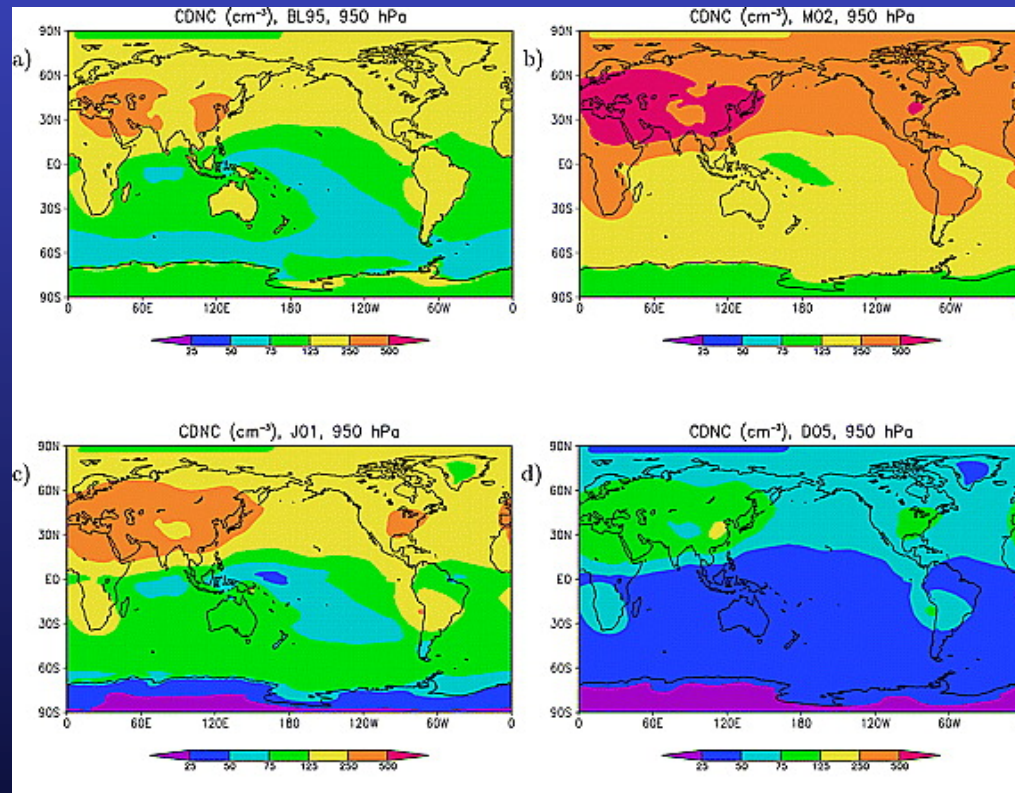 CDNC (cm⁻³), BL95, 950 hPa
a)
90N
60N
30N
EQ
30S
60S
90S
0 60E 120E 180 120W 60W 0
25 50 75 125 250 500
CDNC (cm⁻³), M02, 950 hPa
b)
90N
60N
30N
EQ
30S
60S
90S
0 60E 120E 180 120W 60W
25 50 75 125 250 500
CDNC (cm⁻³), J01, 950 hPa
c)
90N
60N
30N
EQ
30S
60S
90S
0 60E 120E 180 120W 60W 0
25 50 75 125 250 500
CDNC (cm⁻³), D05, 950 hPa
d)
90N
60N
30N
EQ
30S
60S
90S
0 60E 120E 180 120W 60W
25 50 75 125 250 500